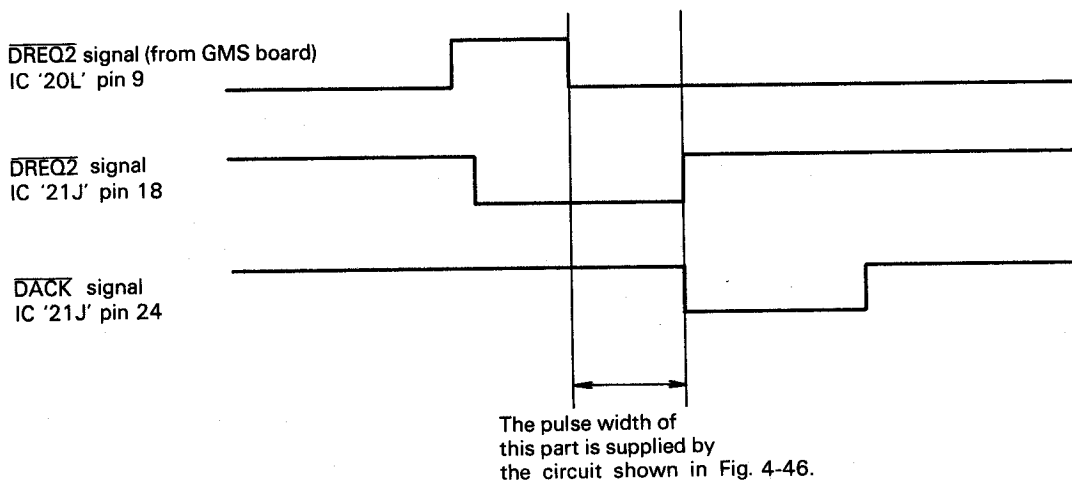 DREQ2 signal (from GMS board)
IC '20L' pin 9
DREQ2 signal
IC '21J' pin 18
DACK signal
IC '21J' pin 24
The pulse width of
this part is supplied by
the circuit shown in Fig. 4-46.